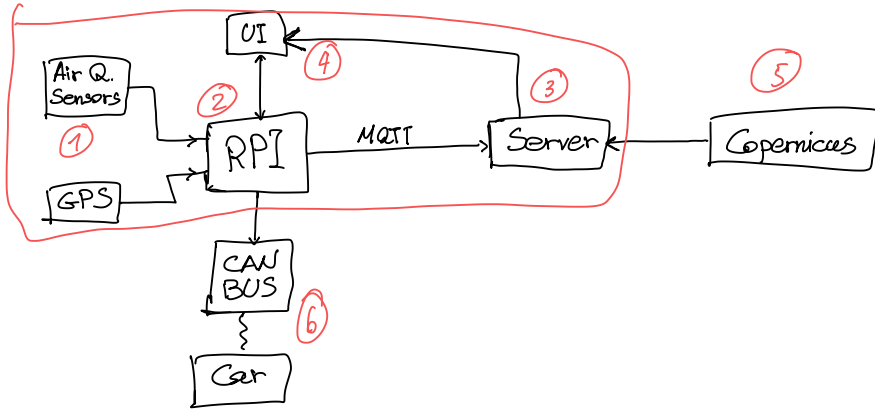 UI
4
Air Q.
Sensors
1
2
3
5
RPI
MQTT
Server
Copernicus
GPS
CAN
BUS
6
Car